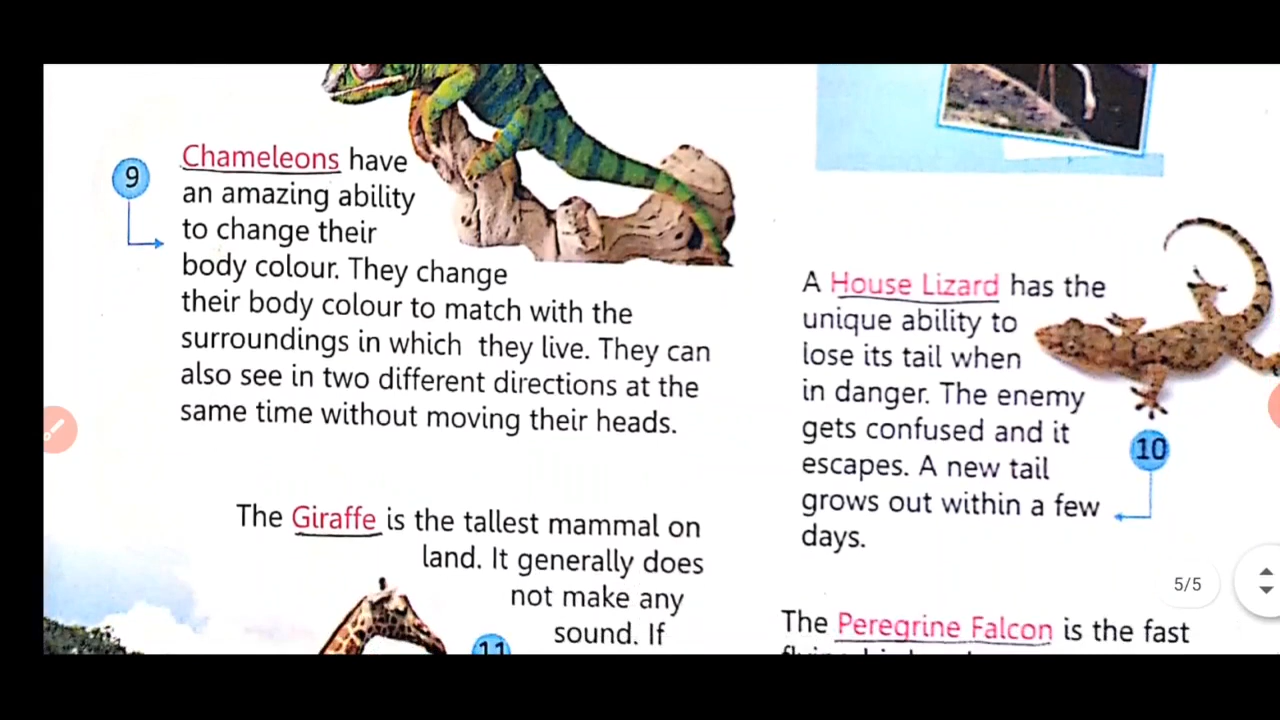 9
Chameleons have
an amazing ability
to change their
body colour. They change
their body colour to match with the
surroundings in which they live. They can
also see in two different directions at the
same time without moving their heads.
A House Lizard has the
unique ability to
lose its tail when
in danger. The enemy
gets confused and it
escapes. A new tail
grows out within a few
days.
10
The Giraffe is the tallest mammal on
land. It generally does
not make any
sound. If
11
The Peregrine Falcon is the fast
5/5